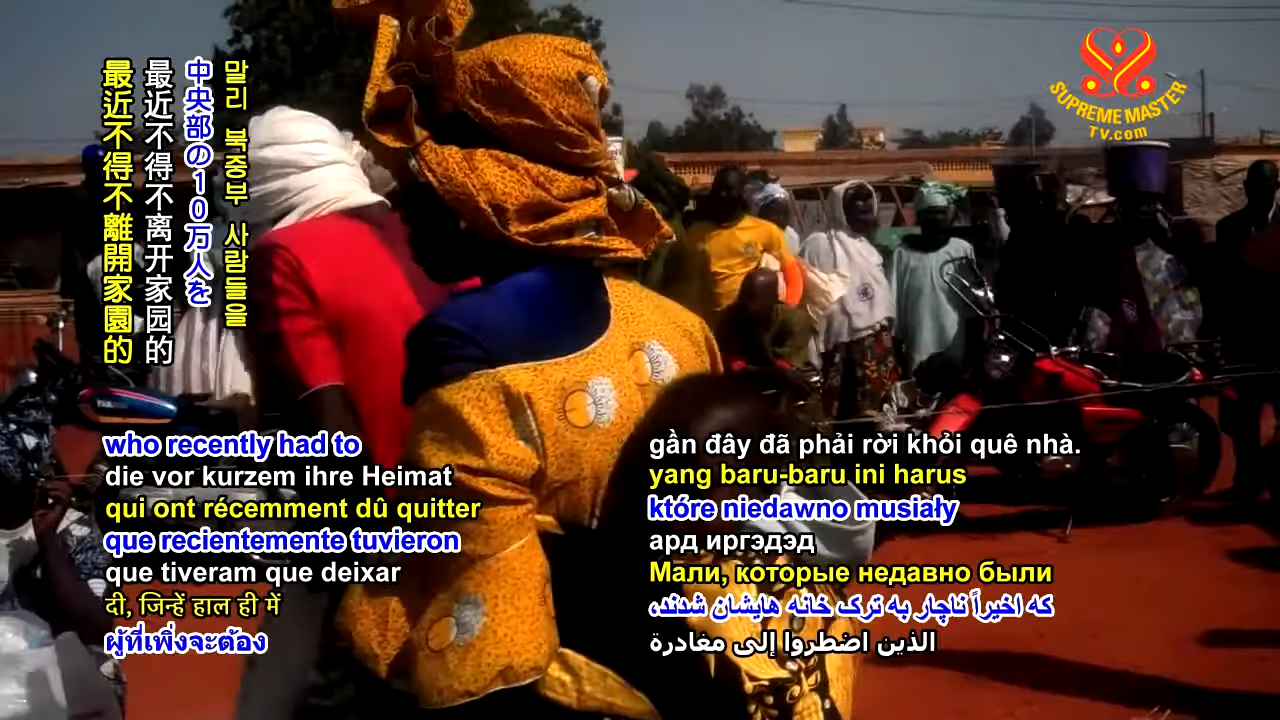 最近不得不離開家園的
最近不得不离开家园的
中央部の10万人を
말리 북중부 사람들을
SUPREME MASTER
TV.com
who recently had to
die vor kurzem ihre Heimat
qui ont récemment dû quitter
que recientemente tuvieron
que tiveram que deixar
दी, जिन्हें हाल ही में
ผู้ที่เพิ่งจะต้อง
gần đây đã phải rời khỏi quê nhà.
yang baru-baru ini harus
które niedawno musiały
ард иргэдэд
Мали, которые недавно были
که اخیراً ناچار به ترک خانه هایشان شدند،
الذين اضطروا إلى مغادرة